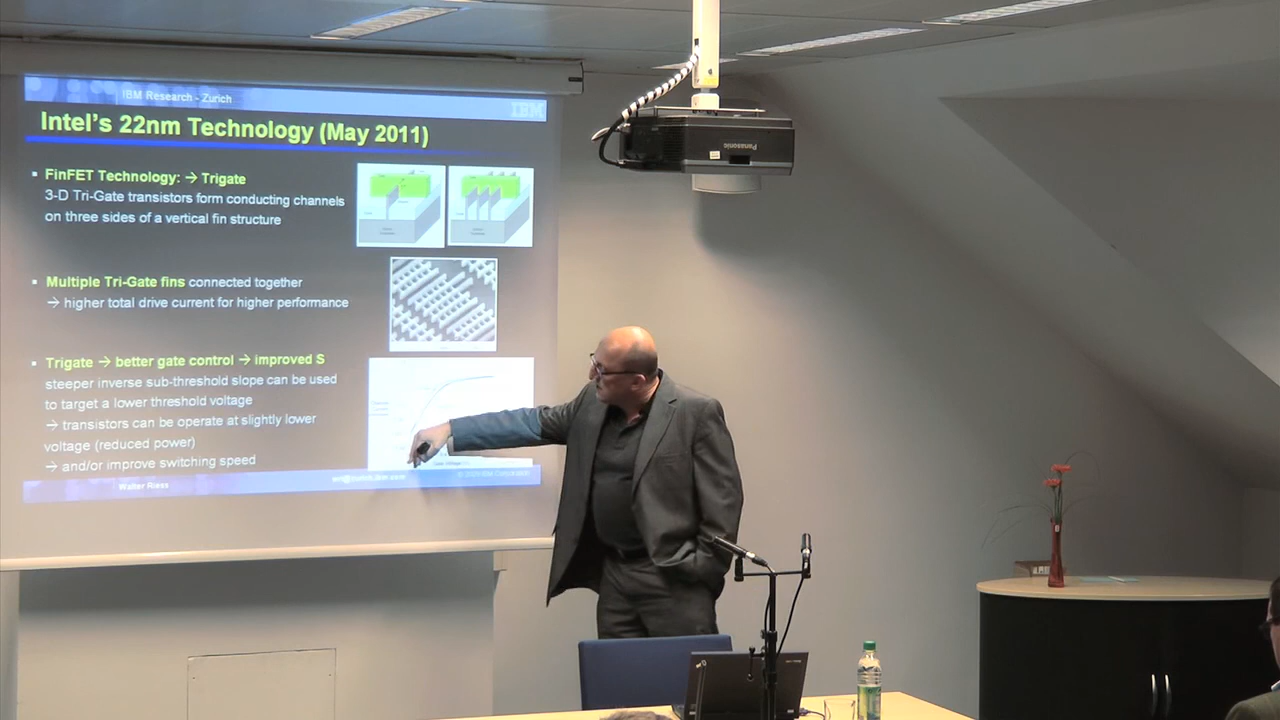 IBM Research - Zurich
IBM
Intel's 22nm Technology (May 2011)
FinFET Technology: → Trigate
3-D Tri-Gate transistors form conducting channels
on three sides of a vertical fin structure
Multiple Tri-Gate fins connected together
→ higher total drive current for higher performance
Trigate → better gate control → improved S
steeper inverse sub-threshold slope can be used
to target a lower threshold voltage
→ transistors can be operate at slightly lower
voltage (reduced power)
→ and/or improve switching speed
Walter Riess
Panasonic